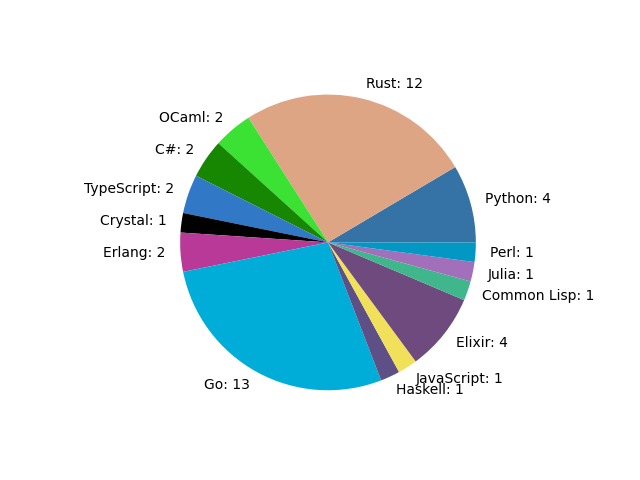 Rust: 12
OCaml: 2
C#: 2
TypeScript: 2
Python: 4
Crystal: 1
Erlang: 2
Perl: 1
Julia: 1
Common Lisp: 1
Elixir: 4
JavaScript: 1
Go: 13
Haskell: 1